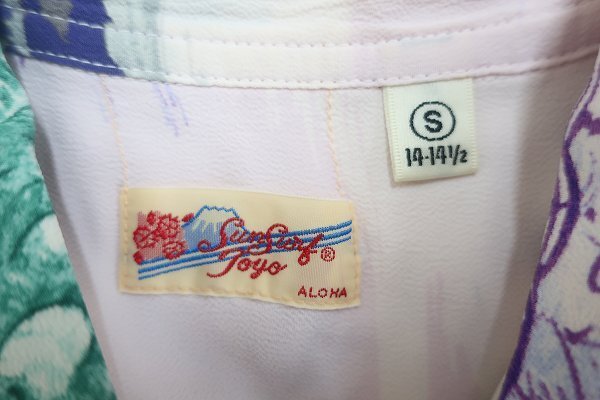 S
14-14½
Sun Surf®
Toyo
ALOHA